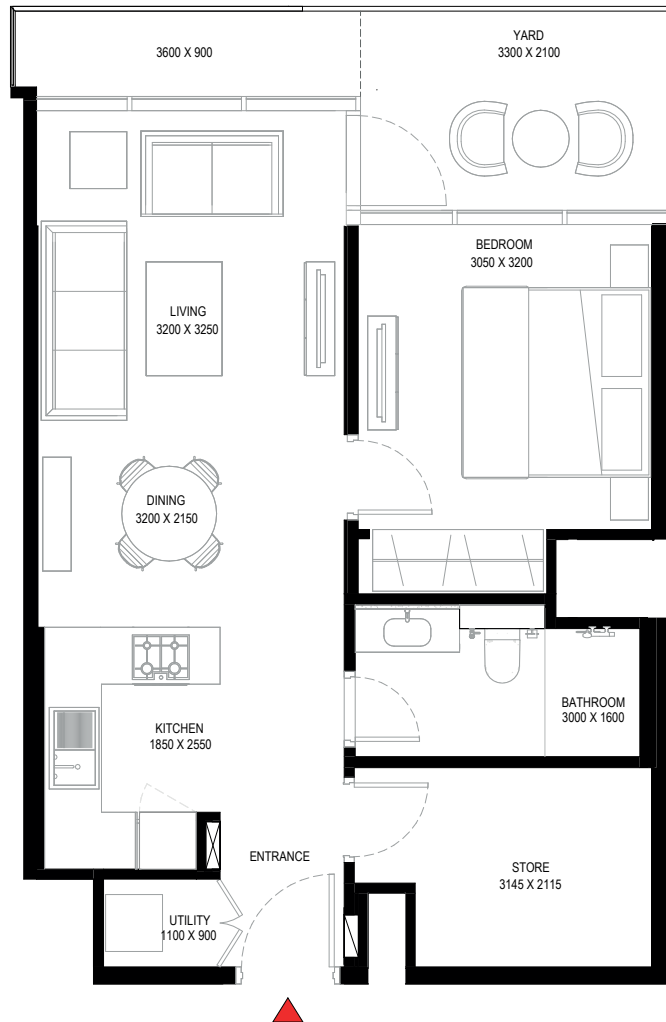 YARD
3300 X 2100
3600 X 900
BEDROOM
3050 X 3200
LIVING
3200 X 3250
DINING
3200 X 2150
BATHROOM
3000 X 1600
KITCHEN
1850 X 2550
ENTRANCE
STORE
3145 X 2115
UTILITY
1100 X 900